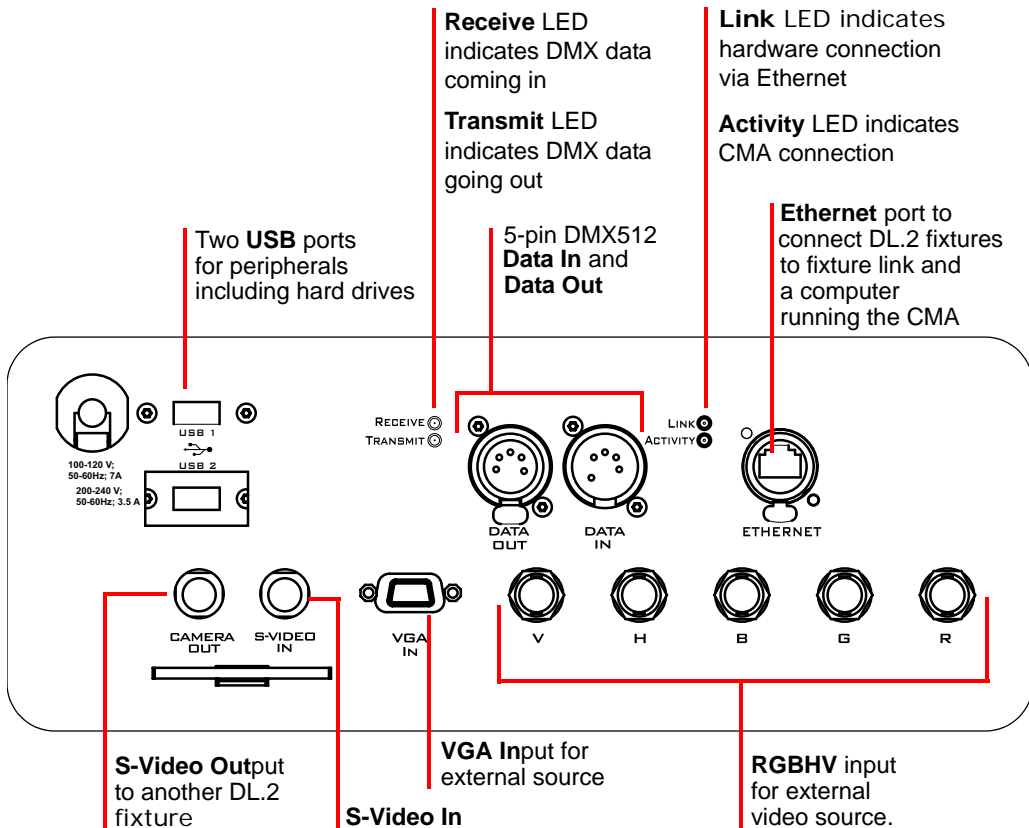 Receive LED
indicates DMX data
coming in
Transmit LED
indicates DMX data
going out
Link LED indicates
hardware connection
via Ethernet
Activity LED indicates
CMA connection
Two USB ports
for peripherals
including hard drives
5-pin DMX512
Data In and
Data Out
Ethernet port to
connect DL.2 fixtures
to fixture link and
a computer
running the CMA
100-120 V;
50-60Hz; 7A
200-240 V;
50-60Hz; 3.5 A
USB 1
USB 2
RECEIVE
TRANSMIT
DATA
OUT
DATA
IN
LINK
ACTIVITY
ETHERNET
CAMERA
OUT
S-VIDEO
IN
VGA
IN
V
H
B
G
R
S-Video Output
to another DL.2
fixture
S-Video In
VGA Input for
external source
RGBHV input
for external
video source.